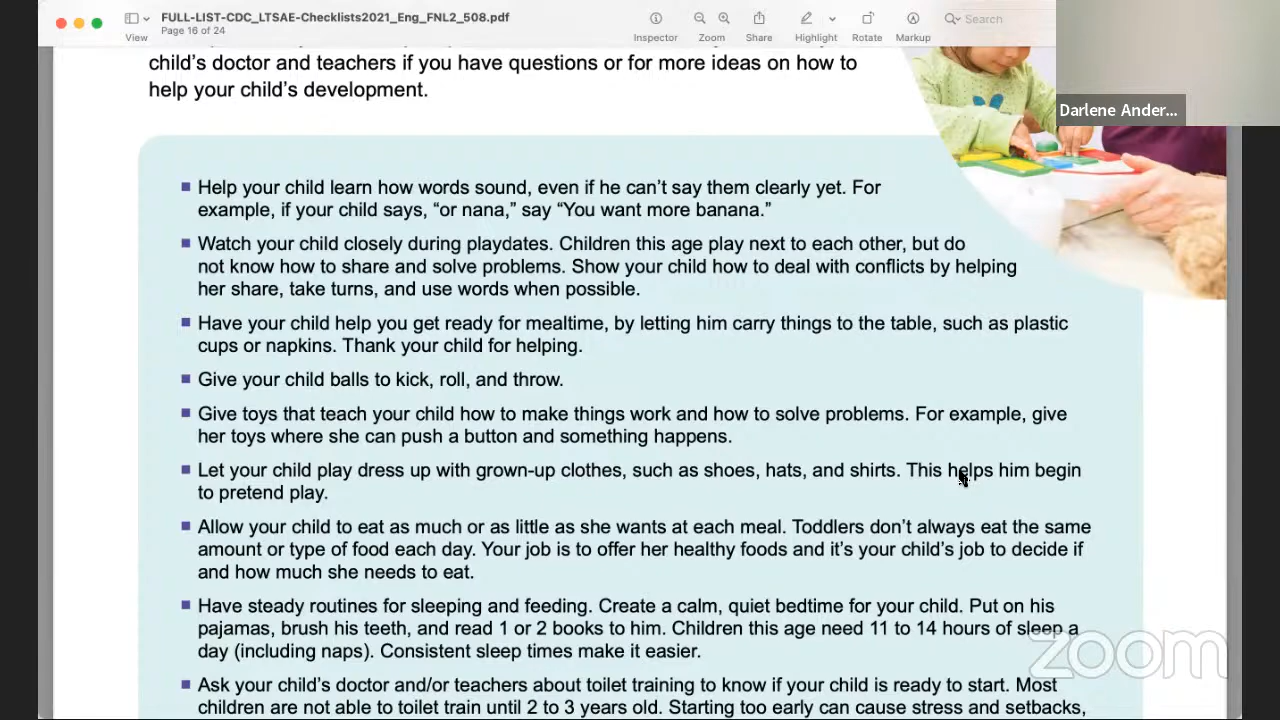 FULL-LIST-CDC_LTSAE-Checklists2021_Eng_FNL2_508.pdf
Page 16 of 24
View
Inspector
Zoom
Share
Highlight
Rotate
Markup
Search
Darlene Ander...
child’s doctor and teachers if you have questions or for more ideas on how to
help your child’s development.
■ Help your child learn how words sound, even if he can’t say them clearly yet. For
example, if your child says, “or nana,” say “You want more banana.”
■ Watch your child closely during playdates. Children this age play next to each other, but do
not know how to share and solve problems. Show your child how to deal with conflicts by helping
her share, take turns, and use words when possible.
■ Have your child help you get ready for mealtime, by letting him carry things to the table, such as plastic
cups or napkins. Thank your child for helping.
■ Give your child balls to kick, roll, and throw.
■ Give toys that teach your child how to make things work and how to solve problems. For example, give
her toys where she can push a button and something happens.
■ Let your child play dress up with grown-up clothes, such as shoes, hats, and shirts. This helps him begin
to pretend play.
■ Allow your child to eat as much or as little as she wants at each meal. Toddlers don’t always eat the same
amount or type of food each day. Your job is to offer her healthy foods and it’s your child’s job to decide if
and how much she needs to eat.
■ Have steady routines for sleeping and feeding. Create a calm, quiet bedtime for your child. Put on his
pajamas, brush his teeth, and read 1 or 2 books to him. Children this age need 11 to 14 hours of sleep a
day (including naps). Consistent sleep times make it easier.
■ Ask your child’s doctor and/or teachers about toilet training to know if your child is ready to start. Most
children are not able to toilet train until 2 to 3 years old. Starting too early can cause stress and setbacks,
zoom